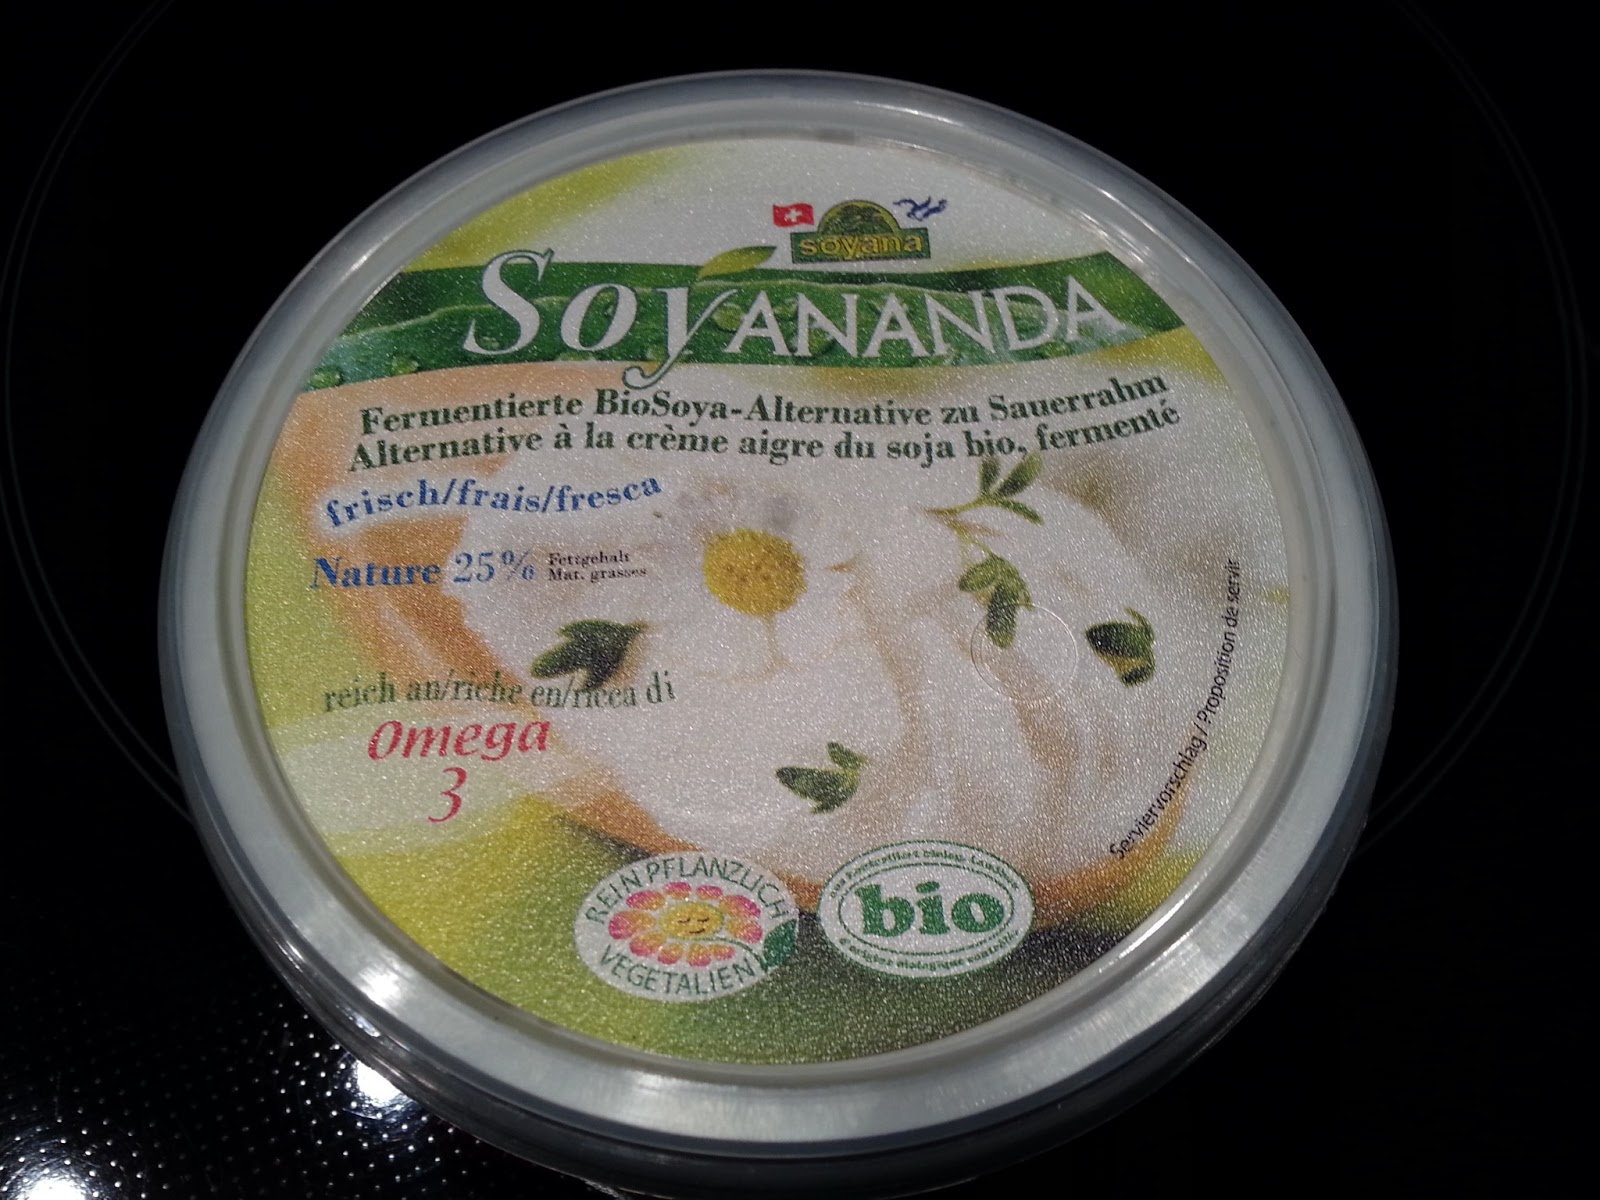 soyana
SOYANANDA
Fermentierte BioSoya-Alternative zu Sauerrahm
Alternative à la crème aigre du soja bio, fermenté
frisch/frais/fresca
Nature 25% Fettgehalt
Mat. grasses
reich an/riche en/ricca di
Omega
3
Serviervorschlag / Proposition de servir
REIN PFLANZLICH
VEGETALIEN
bio